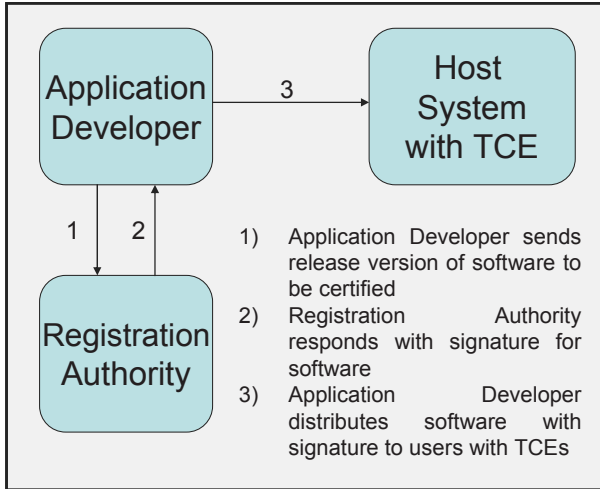 Application
Developer
3
Host
System
with TCE
1
2
Registration
Authority
1) Application Developer sends
release version of software to
be certified
2) Registration Authority
responds with signature for
software
3) Application Developer
distributes software with
signature to users with TCEs